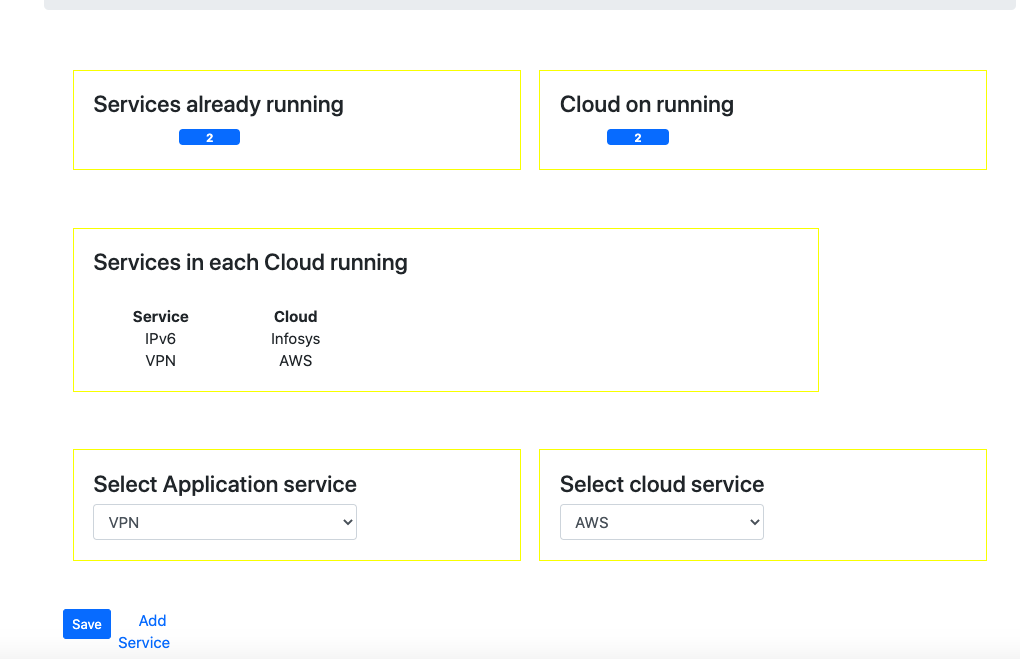 Services already running
2
Cloud on running
2
Services in each Cloud running
Service Cloud
IPv6 Infosys
VPN AWS
Select Application service
VPN
Select cloud service
AWS
Save
Add
Service